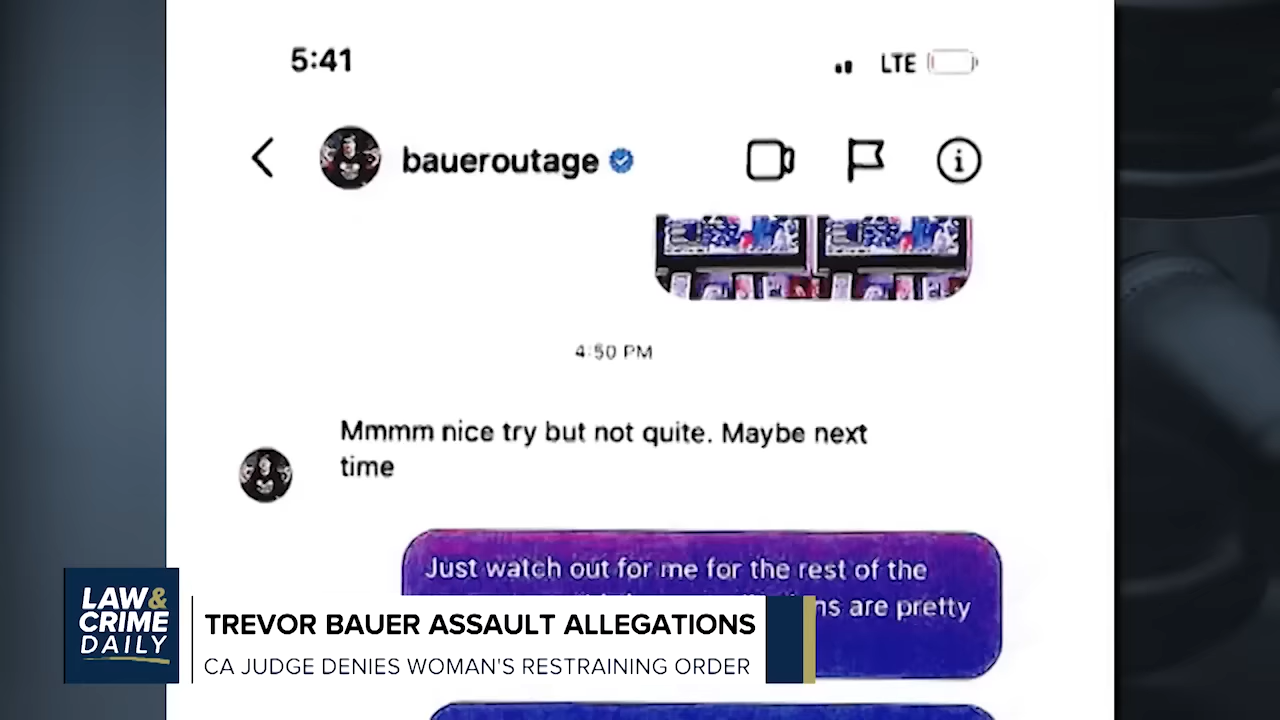 5:41
LTE
baueroutage
4:50 PM
Mmmm nice try but not quite. Maybe next
time
Just watch out for me for the rest of the
are pretty
LAW&
CRIME
DAILY
TREVOR BAUER ASSAULT ALLEGATIONS
CA JUDGE DENIES WOMAN'S RESTRAINING ORDER